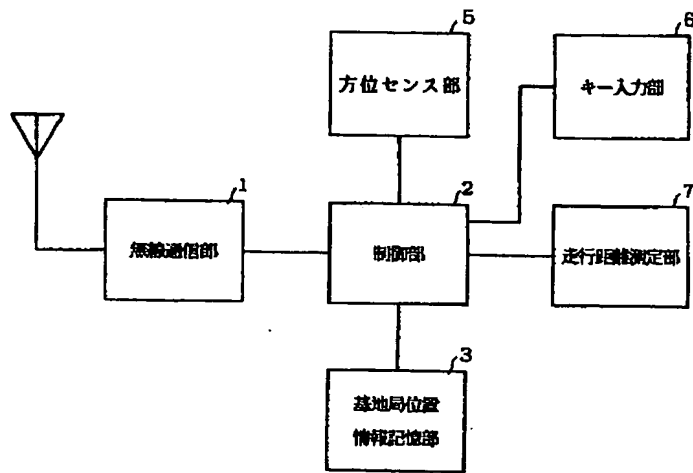 5
方位センス部
6
キー入力部
1
無線通信部
2
制御部
7
走行距離測定部
3
基地局位置
情報記憶部